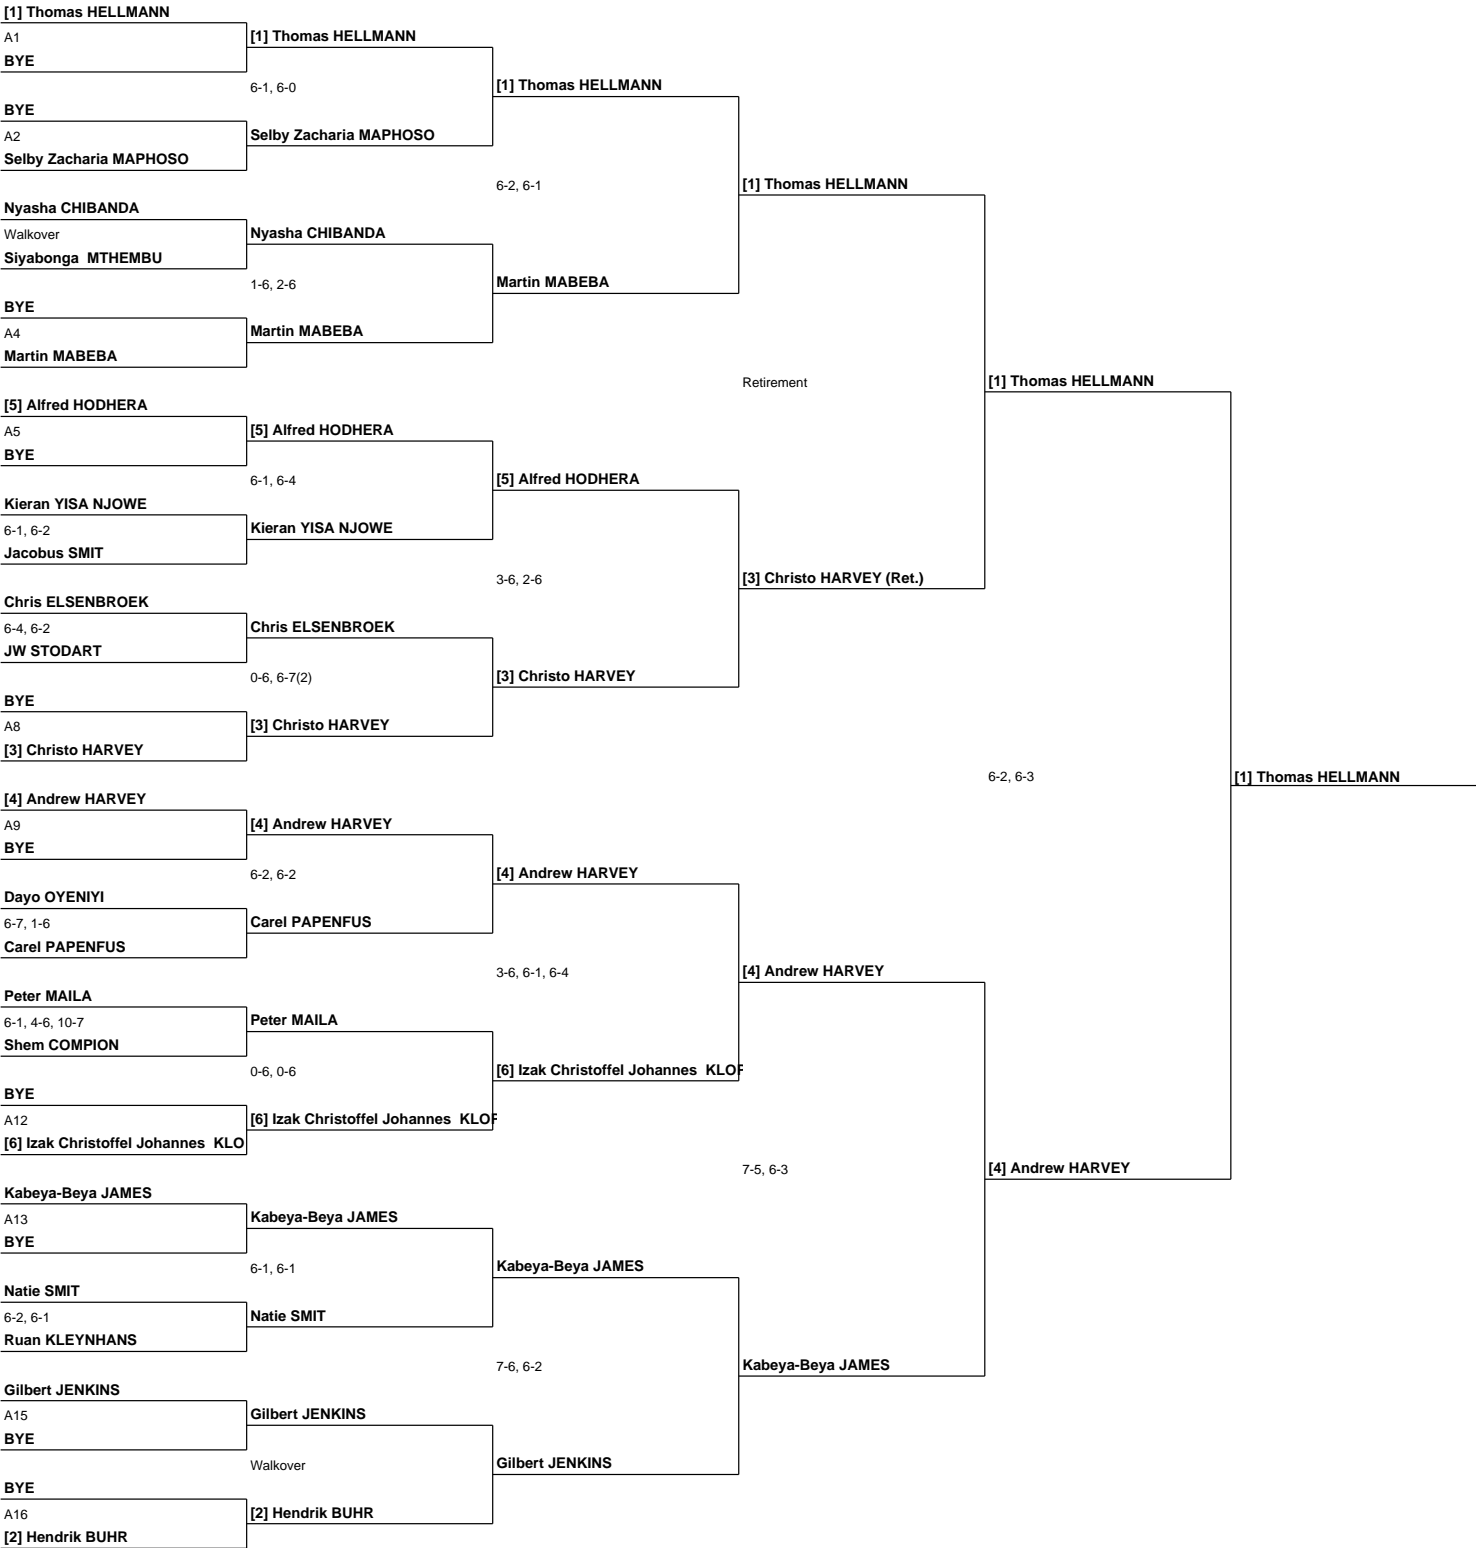 [1] Thomas HELLMANN
A1
[1] Thomas HELLMANN
BYE
6-1, 6-0
[1] Thomas HELLMANN
BYE
A2
Selby Zacharia MAPHOSO
Selby Zacharia MAPHOSO
6-2, 6-1
[1] Thomas HELLMANN
Nyasha CHIBANDA
Walkover
Nyasha CHIBANDA
Siyabonga  MTHEMBU
1-6, 2-6
Martin MABEBA
BYE
A4
Martin MABEBA
Martin MABEBA
Retirement
[1] Thomas HELLMANN
[5] Alfred HODHERA
A5
[5] Alfred HODHERA
BYE
6-1, 6-4
[5] Alfred HODHERA
Kieran YISA NJOWE
6-1, 6-2
Kieran YISA NJOWE
Jacobus SMIT
3-6, 2-6
[3] Christo HARVEY (Ret.)
Chris ELSENBROEK
6-4, 6-2
Chris ELSENBROEK
JW STODART
0-6, 6-7(2)
[3] Christo HARVEY
BYE
A8
[3] Christo HARVEY
[3] Christo HARVEY
6-2, 6-3
[1] Thomas HELLMANN
[4] Andrew HARVEY
A9
[4] Andrew HARVEY
BYE
6-2, 6-2
[4] Andrew HARVEY
Dayo OYENIYI
6-7, 1-6
Carel PAPENFUS
Carel PAPENFUS
3-6, 6-1, 6-4
[4] Andrew HARVEY
Peter MAILA
6-1, 4-6, 10-7
Peter MAILA
Shem COMPION
0-6, 0-6
[6] Izak Christoffel Johannes
BYE
A12
[6] Izak Christoffel Johannes
[6] Izak Christoffel Johannes  KLO
7-5, 6-3
[4] Andrew HARVEY
Kabeya-Beya JAMES
A13
Kabeya-Beya JAMES
BYE
6-1, 6-1
Kabeya-Beya JAMES
Natie SMIT
6-2, 6-1
Natie SMIT
Ruan KLEYNHANS
7-6, 6-2
Kabeya-Beya JAMES
Gilbert JENKINS
A15
Gilbert JENKINS
BYE
Walkover
Gilbert JENKINS
BYE
A16
[2] Hendrik BUHR
[2] Hendrik BUHR